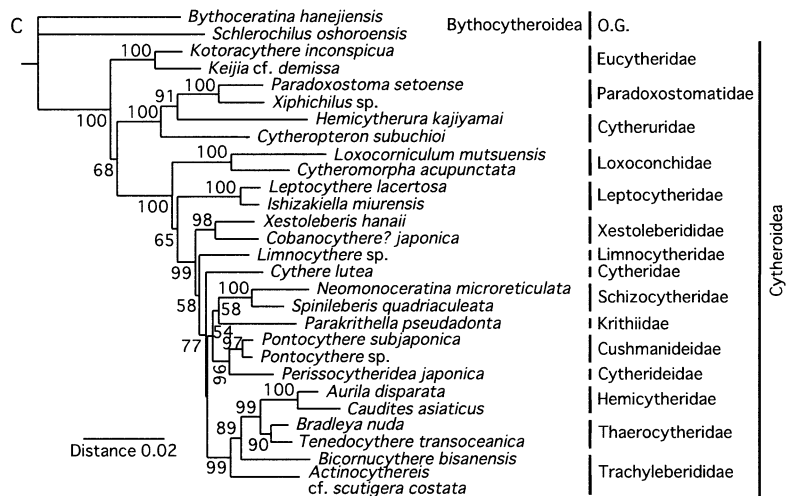 C
Bythoceratina hanejiensis
Bythocytheroidea O.G.
Schlerochilus oshoroensis
100 Kotoracythere inconspicua
Eucytheridae
Keijia cf. demissa
100 Paradoxostoma setoense
Paradoxostomatidae
91
Xiphichilus sp.
100
Hemicytherura kajiyamai
100
Cytheruridae
Cytheropteron subuchioi
100 Loxocorniculum mutsuensis
Loxoconchidae
68
Cytheromorpha acupunctata
100 Leptocythere lacertosa
Leptocytheridae
100
Ishizakiella miurensis
98 Xestoleberis hanaii
Xestoleberididae
65
Cobanocythere? japonica
Limnocythere sp. Limnocytheridae
99
Cythere lutea Cytheridae
100 Neomonoceratina microreticulata
Schizocytheridae
58
58
Spinileberis quadriaculeata
Parakrithella pseudadonta Krithiidae
54
97
Pontocythere subjaponica
77
Cushmanideidae
Pontocythere sp.
96
Perissocytheridea japonica Cytherideidae
100 Aurila disparata
Hemicytheridae
99
Caudites asiaticus
89
Bradleya nuda
Thaerocytheridae
90 Tenedocythere transoceanica
Distance 0.02
Bicornucythere bisanensis
99
Trachyleberididae
Actinocythereis
cf. scutigera costata
Cytheroidea